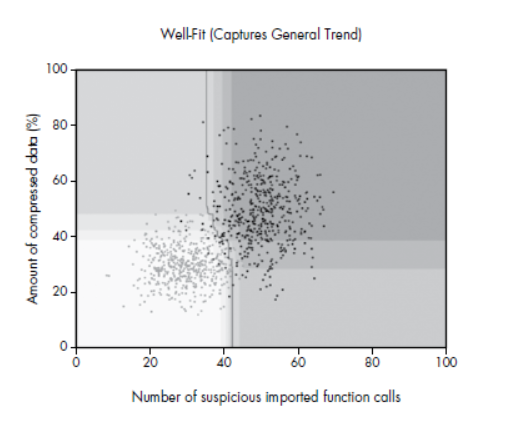 Well-Fit (Captures General Trend)
100
80
60
40
20
0
0 20 40 60 80 100
Amount of compressed data (%)
Number of suspicious imported function calls